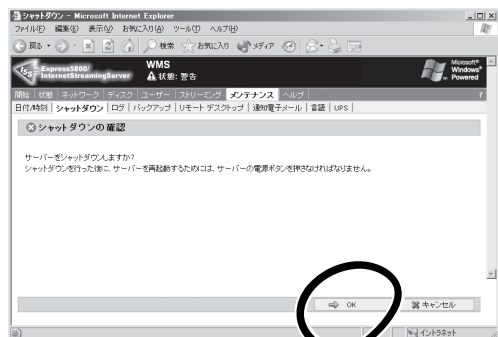 シャットダウン - Microsoft Internet Explorer
ファイル(F) 編集(E) 表示(V) お気に入り(A) ツール(T) ヘルプ(H)
戻る 検索 お気に入り メディア
Express5800/ InternetStreamingServer
WMS
状態: 警告
Microsoft® Windows® Powered
開始 状態 ネットワーク ディスク ユーザー ストリーミング メンテナンス ヘルプ ?
日付/時刻 シャットダウン ログ バックアップ リモート デスクトップ 通知電子メール 言語 UPS
シャットダウンの確認
サーバーをシャットダウンしますか?
シャットダウンを行った後に、サーバーを再起動するためには、サーバーの電源ボタンを押さなければなりません。
OK キャンセル
イントラネット